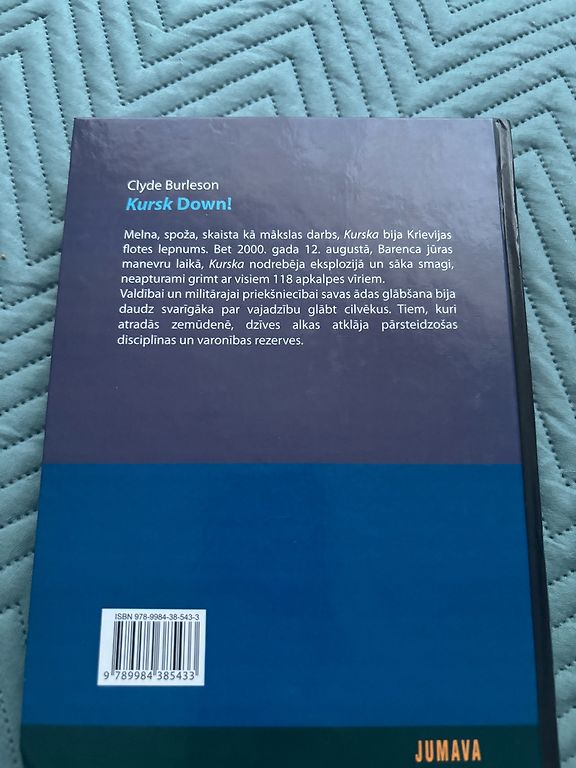 Clyde Burleson
Kursk Down!
Melna, spoža, skaista kā mākslas darbs, Kurska bija Krievijas
flotes lepnums. Bet 2000. gada 12. augustā, Barenca jūras
manevru laikā, Kurska nodrebēja eksplozijā un sāka smagi,
neapturami grimt ar visiem 118 apkalpes vīriem.
Valdībai un militārajai priekšniecībai savas ādas glābšana bija
daudz svarīgāka par vajadzību glābt cilvēkus. Tiem, kuri
atradās zemūdenē, dzīves alkas atklāja pārsteidzošas
disciplīnas un varonības rezerves.
ISBN 978-9984-38-543-3
9 789984 385433
JUMAVA